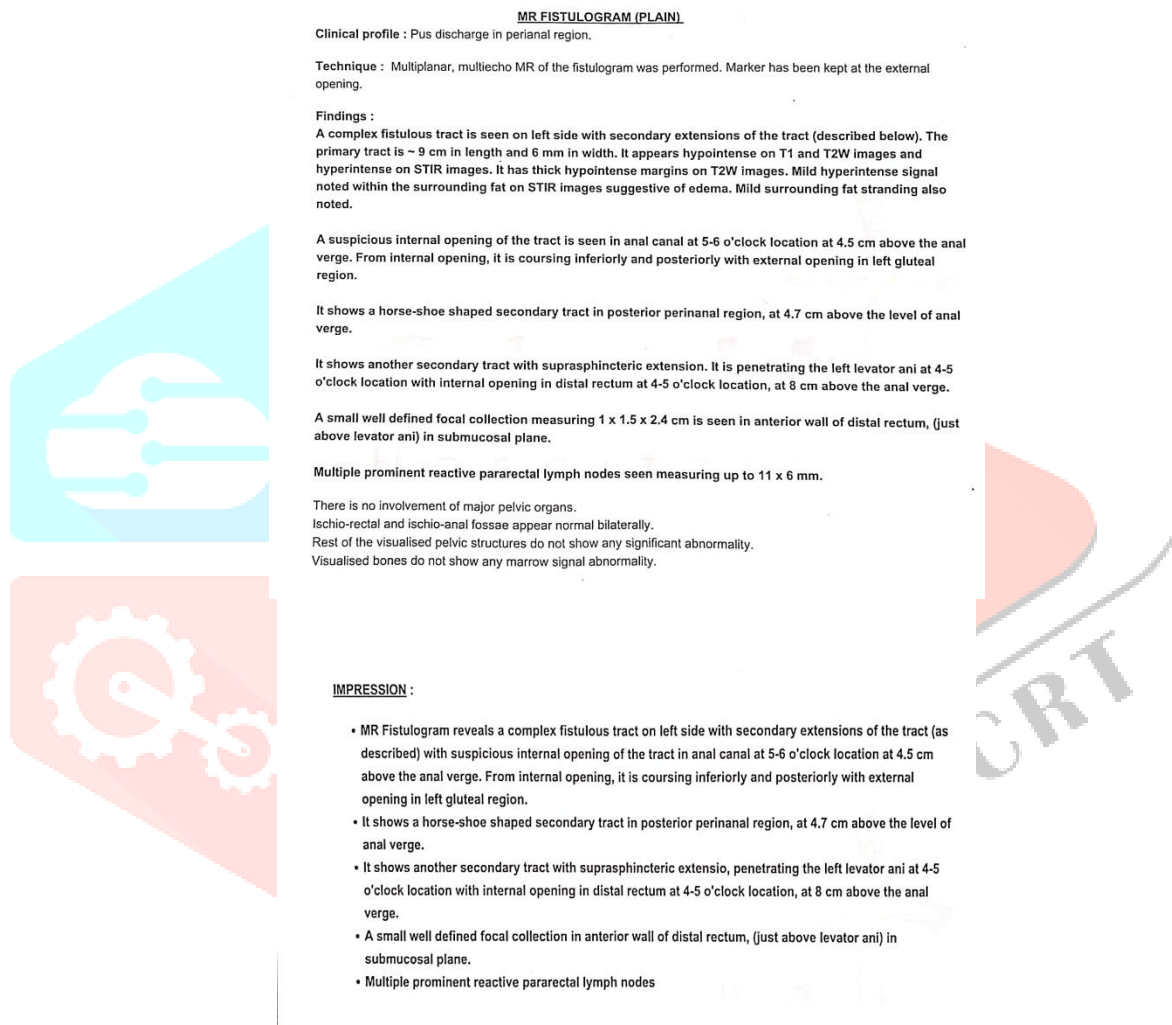 MR FISTULOGRAM (PLAIN)
Clinical profile : Pus discharge in perianal region.
Technique : Multiplanar, multiecho MR of the fistulogram was performed. Marker has been kept at the external
opening.
Findings :
A complex fistulous tract is seen on left side with secondary extensions of the tract (described below). The
primary tract is ~ 9 cm in length and 6 mm in width. It appears hypointense on T1 and T2W images and
hyperintense on STIR images. It has thick hypointense margins on T2W images. Mild hyperintense signal
noted within the surrounding fat on STIR images suggestive of edema. Mild surrounding fat stranding also
noted.
A suspicious internal opening of the tract is seen in anal canal at 5-6 o'clock location at 4.5 cm above the anal
verge. From internal opening, it is coursing inferiorly and posteriorly with external opening in left gluteal
region.
It shows a horse-shoe shaped secondary tract in posterior perinanal region, at 4.7 cm above the level of anal
verge.
It shows another secondary tract with suprasphincteric extension. It is penetrating the left levator ani at 4-5
o'clock location with internal opening in distal rectum at 4-5 o'clock location, at 8 cm above the anal verge.
A small well defined focal collection measuring 1 x 1.5 x 2.4 cm is seen in anterior wall of distal rectum, (just
above levator ani) in submucosal plane.
Multiple prominent reactive pararectal lymph nodes seen measuring up to 11 x 6 mm.
There is no involvement of major pelvic organs.
Ischio-rectal and ischio-anal fossae appear normal bilaterally.
Rest of the visualised pelvic structures do not show any significant abnormality.
Visualised bones do not show any marrow signal abnormality.
IMPRESSION :
• MR Fistulogram reveals a complex fistulous tract on left side with secondary extensions of the tract (as
described) with suspicious internal opening of the tract in anal canal at 5-6 o'clock location at 4.5 cm
above the anal verge. From internal opening, it is coursing inferiorly and posteriorly with external
opening in left gluteal region.
• It shows a horse-shoe shaped secondary tract in posterior perinanal region, at 4.7 cm above the level of
anal verge.
• It shows another secondary tract with suprasphincteric extensio, penetrating the left levator ani at 4-5
o'clock location with internal opening in distal rectum at 4-5 o'clock location, at 8 cm above the anal
verge.
• A small well defined focal collection in anterior wall of distal rectum, (just above levator ani) in
submucosal plane.
• Multiple prominent reactive pararectal lymph nodes
CRT